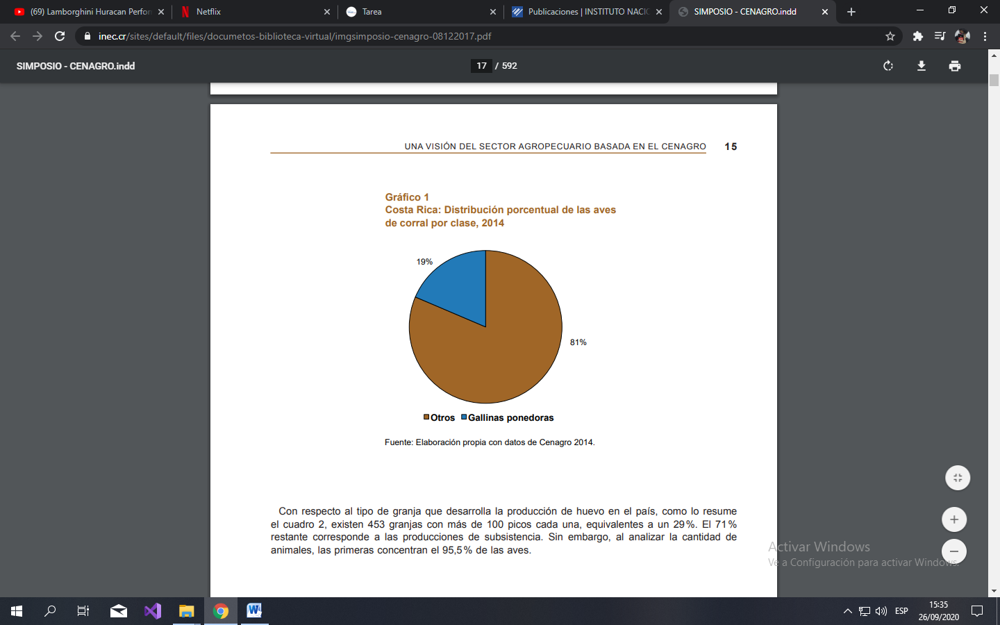 (69) Lamborghini Huracan Perfor
Netflix
Tarea
Publicaciones | INSTITUTO NACIO
SIMPOSIO - CENAGRO.indd
inec.cr/sites/default/files/documetos-biblioteca-virtual/imgsimposio-cenagro-08122017.pdf
SIMPOSIO - CENAGRO.indd
17 / 592
UNA VISIÓN DEL SECTOR AGROPECUARIO BASADA EN EL CENAGRO 15
Gráfico 1
Costa Rica: Distribución porcentual de las aves
de corral por clase, 2014
19%
81%
Otros Gallinas ponedoras
Fuente: Elaboración propia con datos de Cenagro 2014.
Con respecto al tipo de granja que desarrolla la producción de huevo en el país, como lo resume
el cuadro 2, existen 453 granjas con más de 100 picos cada una, equivalentes a un 29%. El 71%
restante corresponde a las producciones de subsistencia. Sin embargo, al analizar la cantidad de
animales, las primeras concentran el 95,5% de las aves.
Activar Windows
Ve a Configuración para activar Windows.
ESP
15:35
26/09/2020